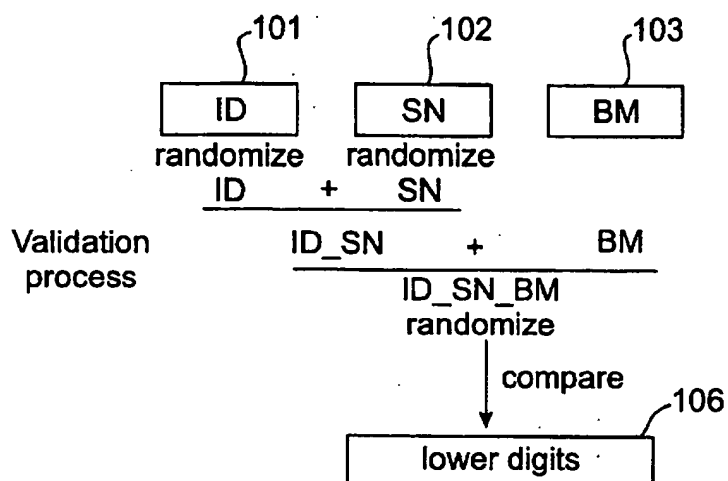 101 102 103
ID SN BM
randomize randomize
ID + SN
Validation process
ID_SN + BM
ID_SN_BM
randomize
compare
106
lower digits